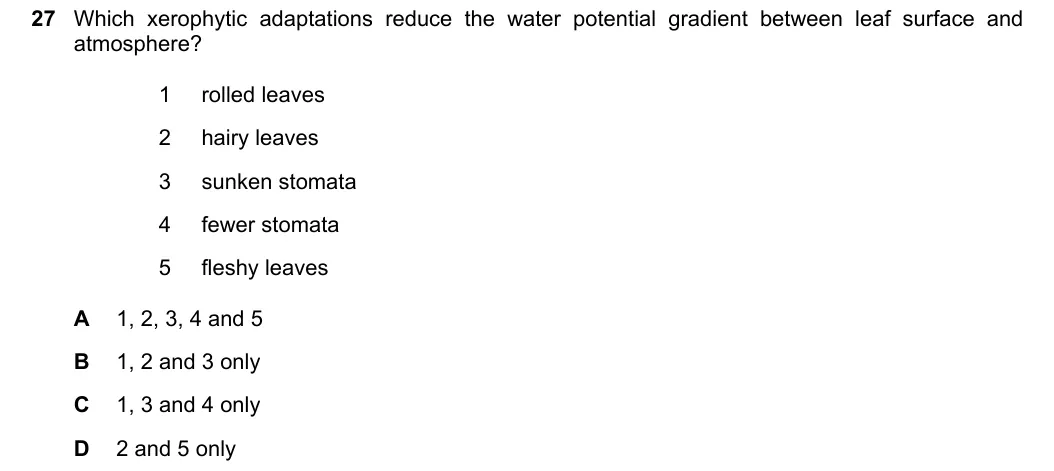 27 Which xerophytic adaptations reduce the water potential gradient between leaf surface and
atmosphere?
1 rolled leaves
2 hairy leaves
3 sunken stomata
4 fewer stomata
5 fleshy leaves
A 1, 2, 3, 4 and 5
B 1, 2 and 3 only
C 1, 3 and 4 only
D 2 and 5 only